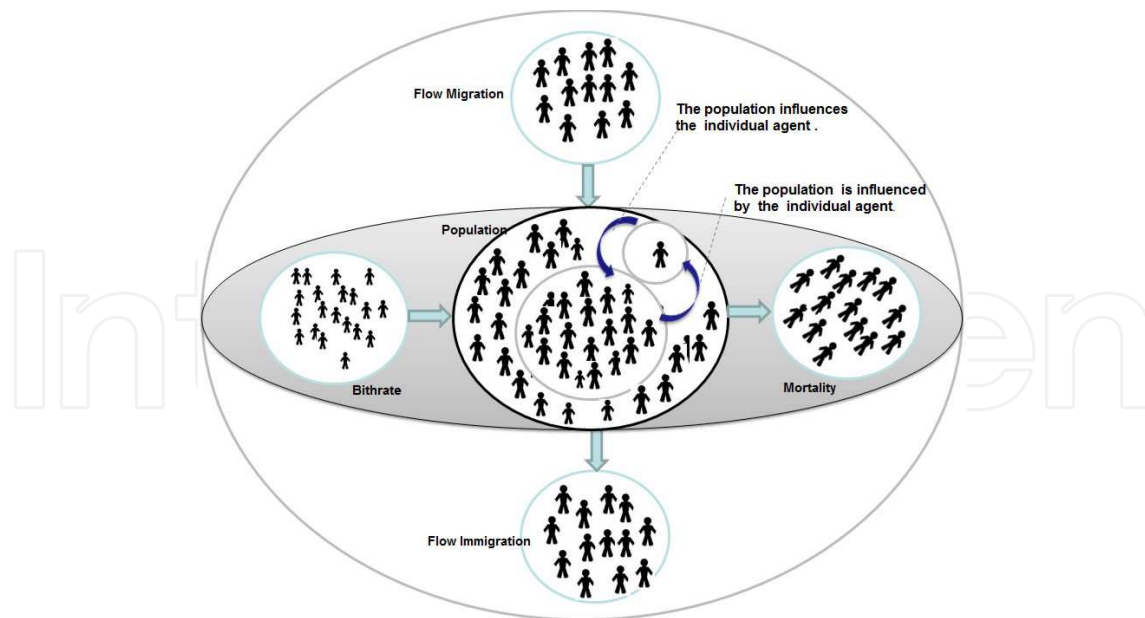 Flow Migration
The population influences
the individual agent .
The population is influenced
by the individual agent.
Population
Bithrate
Mortality
Flow Immigration